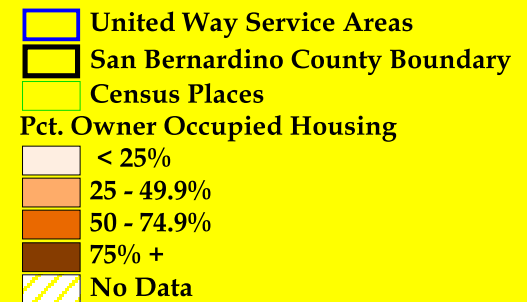 United Way Service Areas
San Bernardino County Boundary
Census Places
Pct. Owner Occupied Housing
< 25%
25 - 49.9%
50 - 74.9%
75% +
No Data